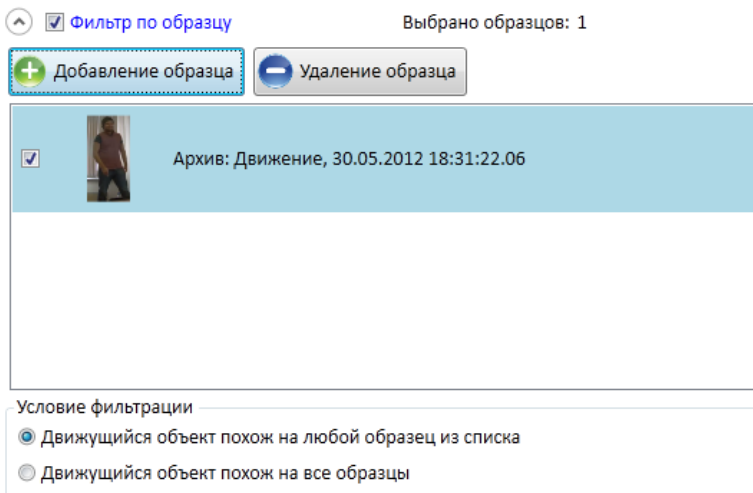 Фильтр по образцу Выбрано образцов: 1
Добавление образца Удаление образца
Архив: Движение, 30.05.2012 18:31:22.06
Условие фильтрации
Движущийся объект похож на любой образец из списка
Движущийся объект похож на все образцы